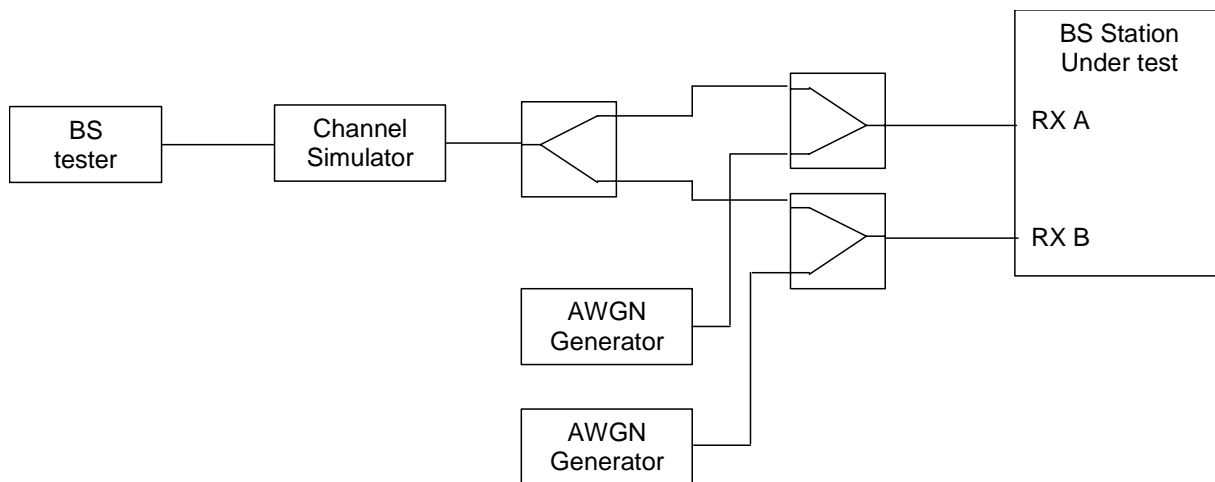 BS Station
Under test
BS
tester
Channel
Simulator
RX A
RX B
AWGN
Generator
AWGN
Generator